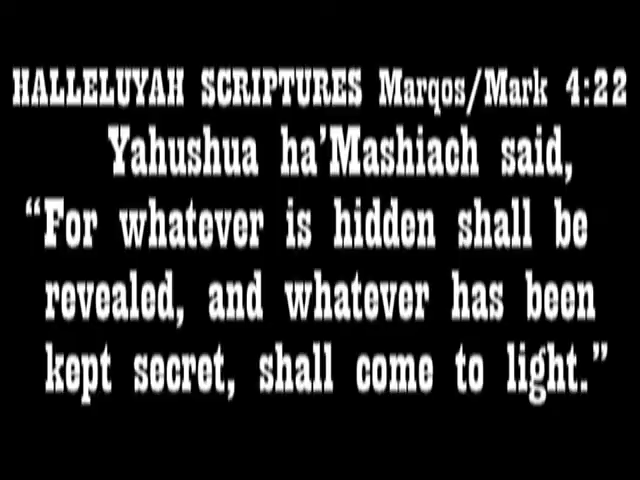 HALLELUYAH SCRIPTURES Marqos/Mark 4:22
Yahushua ha'Mashiach said,
“For whatever is hidden shall be
revealed, and whatever has been
kept secret, shall come to light.”